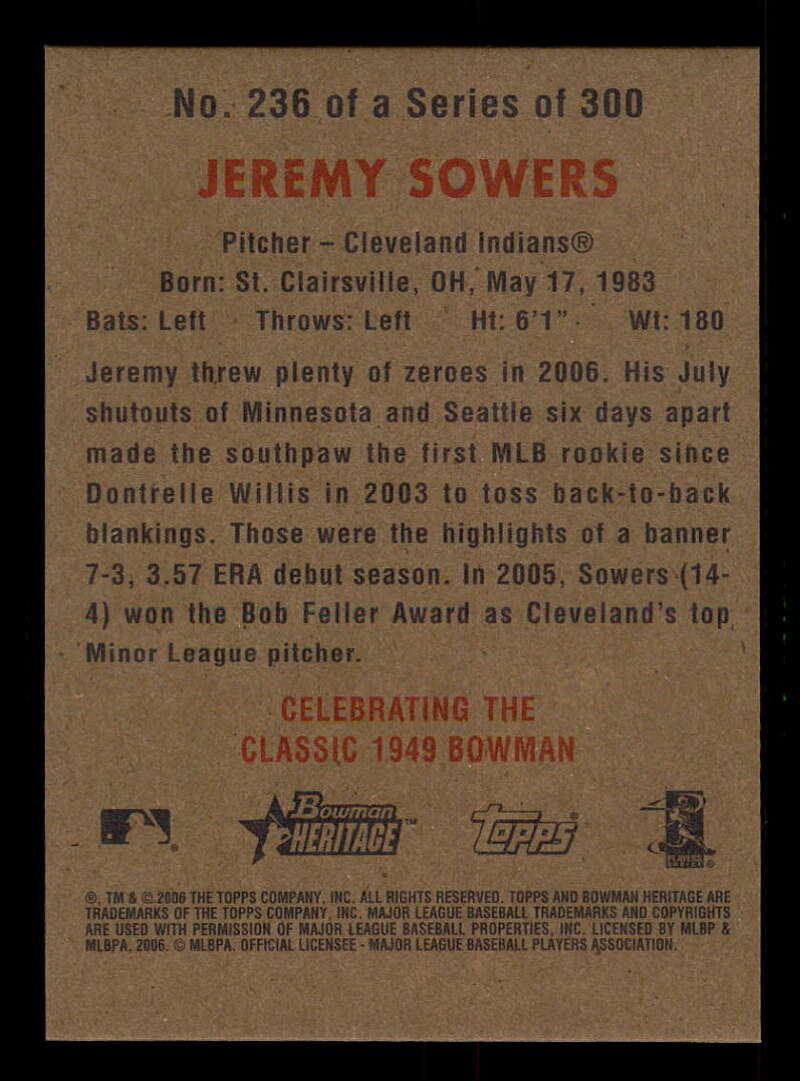 No. 236 of a Series of 300
JEREMY SOWERS
Pitcher – Cleveland Indians®
Born: St. Clairsville, OH, May 17, 1983
Bats: Left Throws: Left Ht: 6'1" Wt: 180
Jeremy threw plenty of zeroes in 2006. His July
shutouts of Minnesota and Seattle six days apart
made the southpaw the first MLB rookie since
Dontrelle Willis in 2003 to toss back-to-back
blankings. Those were the highlights of a banner
7-3, 3.57 ERA debut season. In 2005, Sowers (14-
4) won the Bob Feller Award as Cleveland's top
Minor League pitcher.
CELEBRATING THE
CLASSIC 1949 BOWMAN
Bowman HERITAGE™
TOPPS®
PLAYERS
®, TM & © 2006 THE TOPPS COMPANY, INC. ALL RIGHTS RESERVED. TOPPS AND BOWMAN HERITAGE ARE
TRADEMARKS OF THE TOPPS COMPANY, INC. MAJOR LEAGUE BASEBALL TRADEMARKS AND COPYRIGHTS
ARE USED WITH PERMISSION OF MAJOR LEAGUE BASEBALL PROPERTIES, INC. LICENSED BY MLBP &
MLBPA, 2006. © MLBPA. OFFICIAL LICENSEE - MAJOR LEAGUE BASEBALL PLAYERS ASSOCIATION.